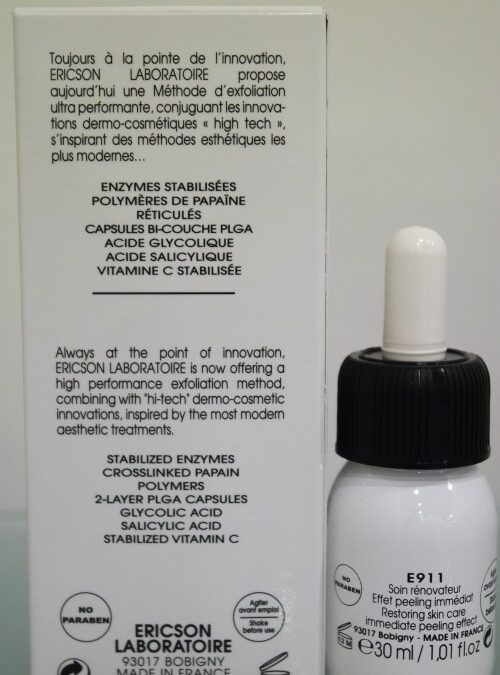 Toujours à la pointe de l'innovation,
ERICSON LABORATOIRE propose
aujourd'hui une Méthode d'exfoliation
ultra performante, conjuguant les innova-
tions dermo-cosmétiques « high tech »,
s'inspirant des méthodes esthétiques les
plus modernes...
ENZYMES STABILISÉES
POLYMÈRES DE PAPAÏNE
RÉTICULÉS
CAPSULES BI-COUCHE PLGA
ACIDE GLYCOLIQUE
ACIDE SALICYLIQUE
VITAMINE C STABILISÉE
Always at the point of innovation,
ERICSON LABORATOIRE is now offering a
high performance exfoliation method,
combining with "hi-tech" dermo-cosmetic
innovations, inspired by the most modern
aesthetic treatments.
STABILIZED ENZYMES
CROSSLINKED PAPAIN
POLYMERS
2-LAYER PLGA CAPSULES
GLYCOLIC ACID
SALICYLIC ACID
STABILIZED VITAMIN C
NO
PARABEN
Agiter
avant emploi
Shake
before use
ERICSON
LABORATOIRE
93017 BOBIGNY
MADE IN FRANCE
NO
PARABEN
E911
Soin rénovateur
Effet peeling immédiat
Restoring skin care
immediate peeling effect
93017 Bobigny - MADE IN FRANCE
12 M
℮30 ml / 1,01 fl.oz